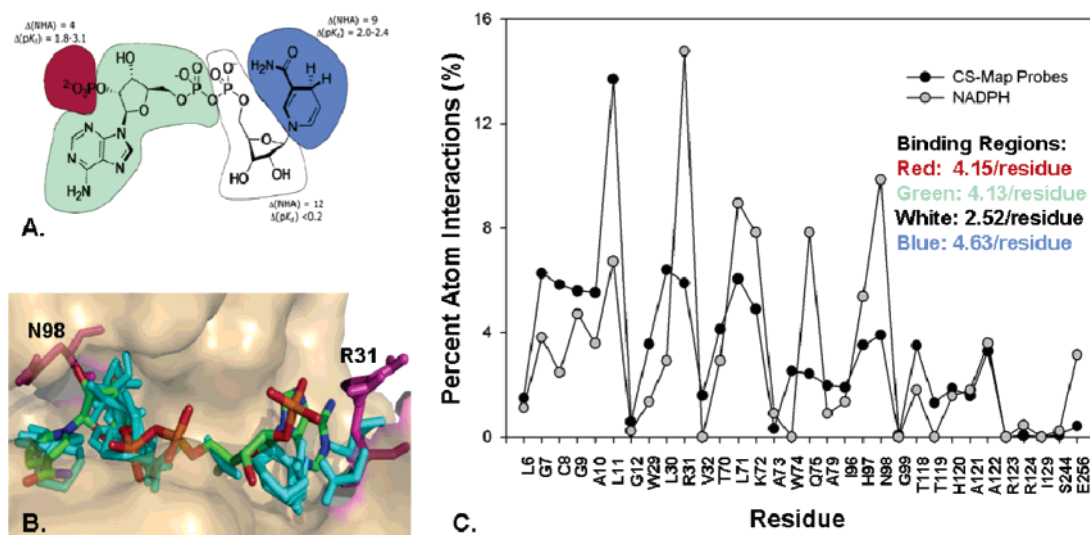 Δ(NHA) = 4
Δ(pKd) = 1.8-3.1
Δ(NHA) = 9
Δ(pKd) = 2.0-2.4
HO
O
H₂N
O
H H
2-O₃P
O
O
O
P
O
P
O
O
O
O
N
N
N
N
N
N
O
NH₂
HO
OH
Δ(NHA) = 12
Δ(pKd) <0.2
A.
N98
R31
B.
16
12
8
4
0
Percent Atom Interactions (%)
CS-Map Probes
NADPH
Binding Regions:
Red: 4.15/residue
Green: 4.13/residue
White: 2.52/residue
Blue: 4.63/residue
L6
G7
C8
G9
A10
L11
G12
W29
L30
R31
V32
T70
L71
K72
A73
W74
Q75
A79
I96
H97
N98
G99
T118
T119
H120
A121
A122
R123
R124
I129
S244
E255
C.
Residue